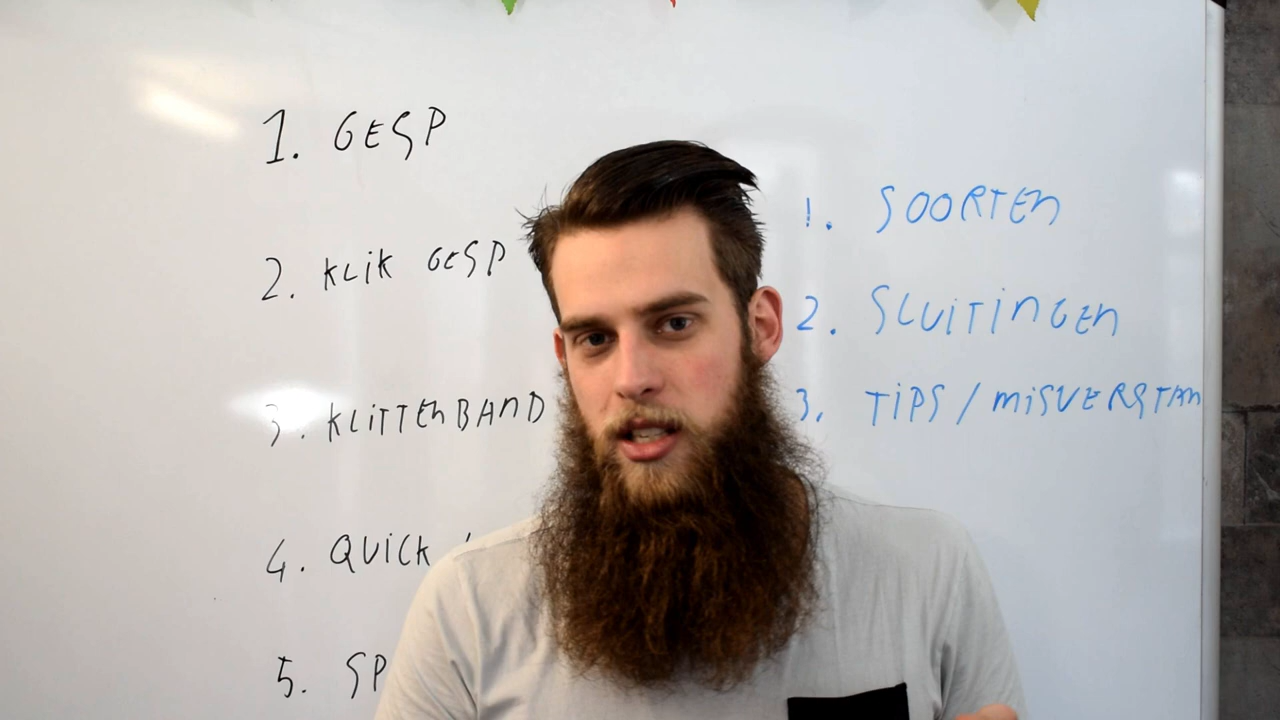 1. GESP
2. KLIK GESP
3. KLITTENBAND
4. QUICK
5. SP
1. SOORTEN
2. SLUITINGEN
3. TIPS / MISVERSTAN